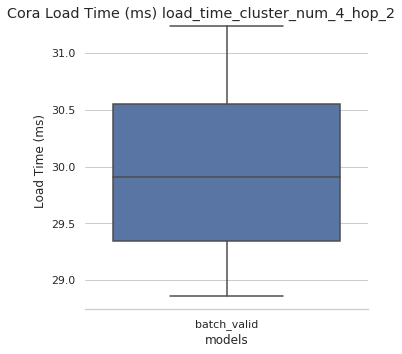 Cora Load Time (ms) load_time_cluster_num_4_hop_2
31.0
30.5
30.0
29.5
29.0
Load Time (ms)
batch_valid
models